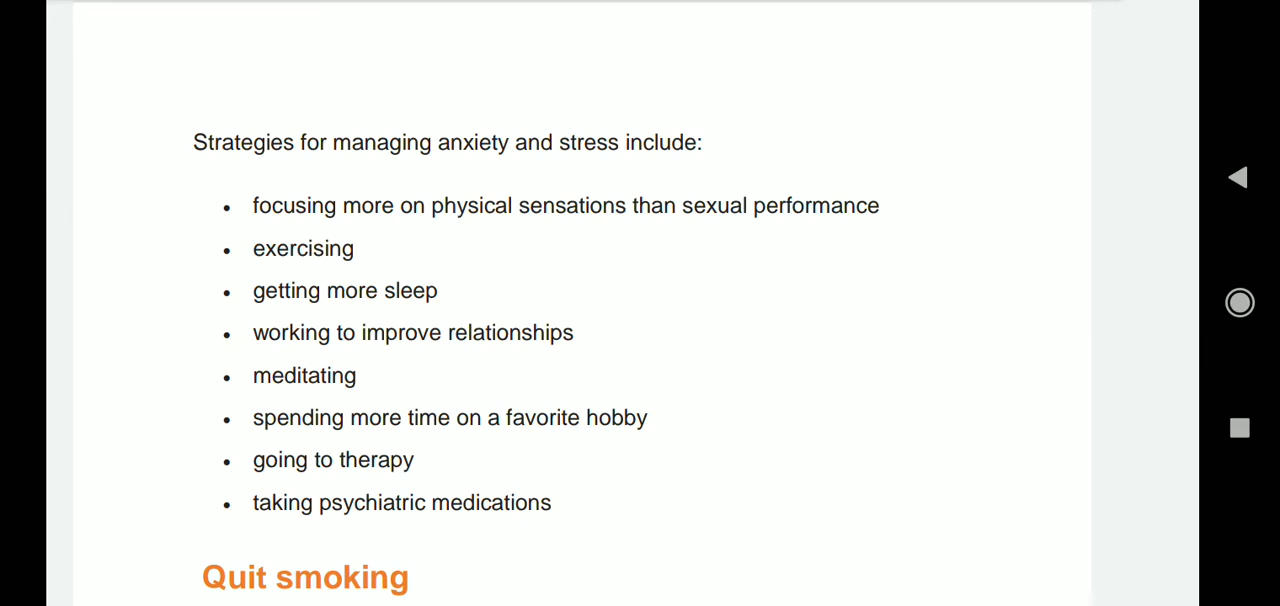 Strategies for managing anxiety and stress include:
• focusing more on physical sensations than sexual performance
• exercising
• getting more sleep
• working to improve relationships
• meditating
• spending more time on a favorite hobby
• going to therapy
• taking psychiatric medications
Quit smoking